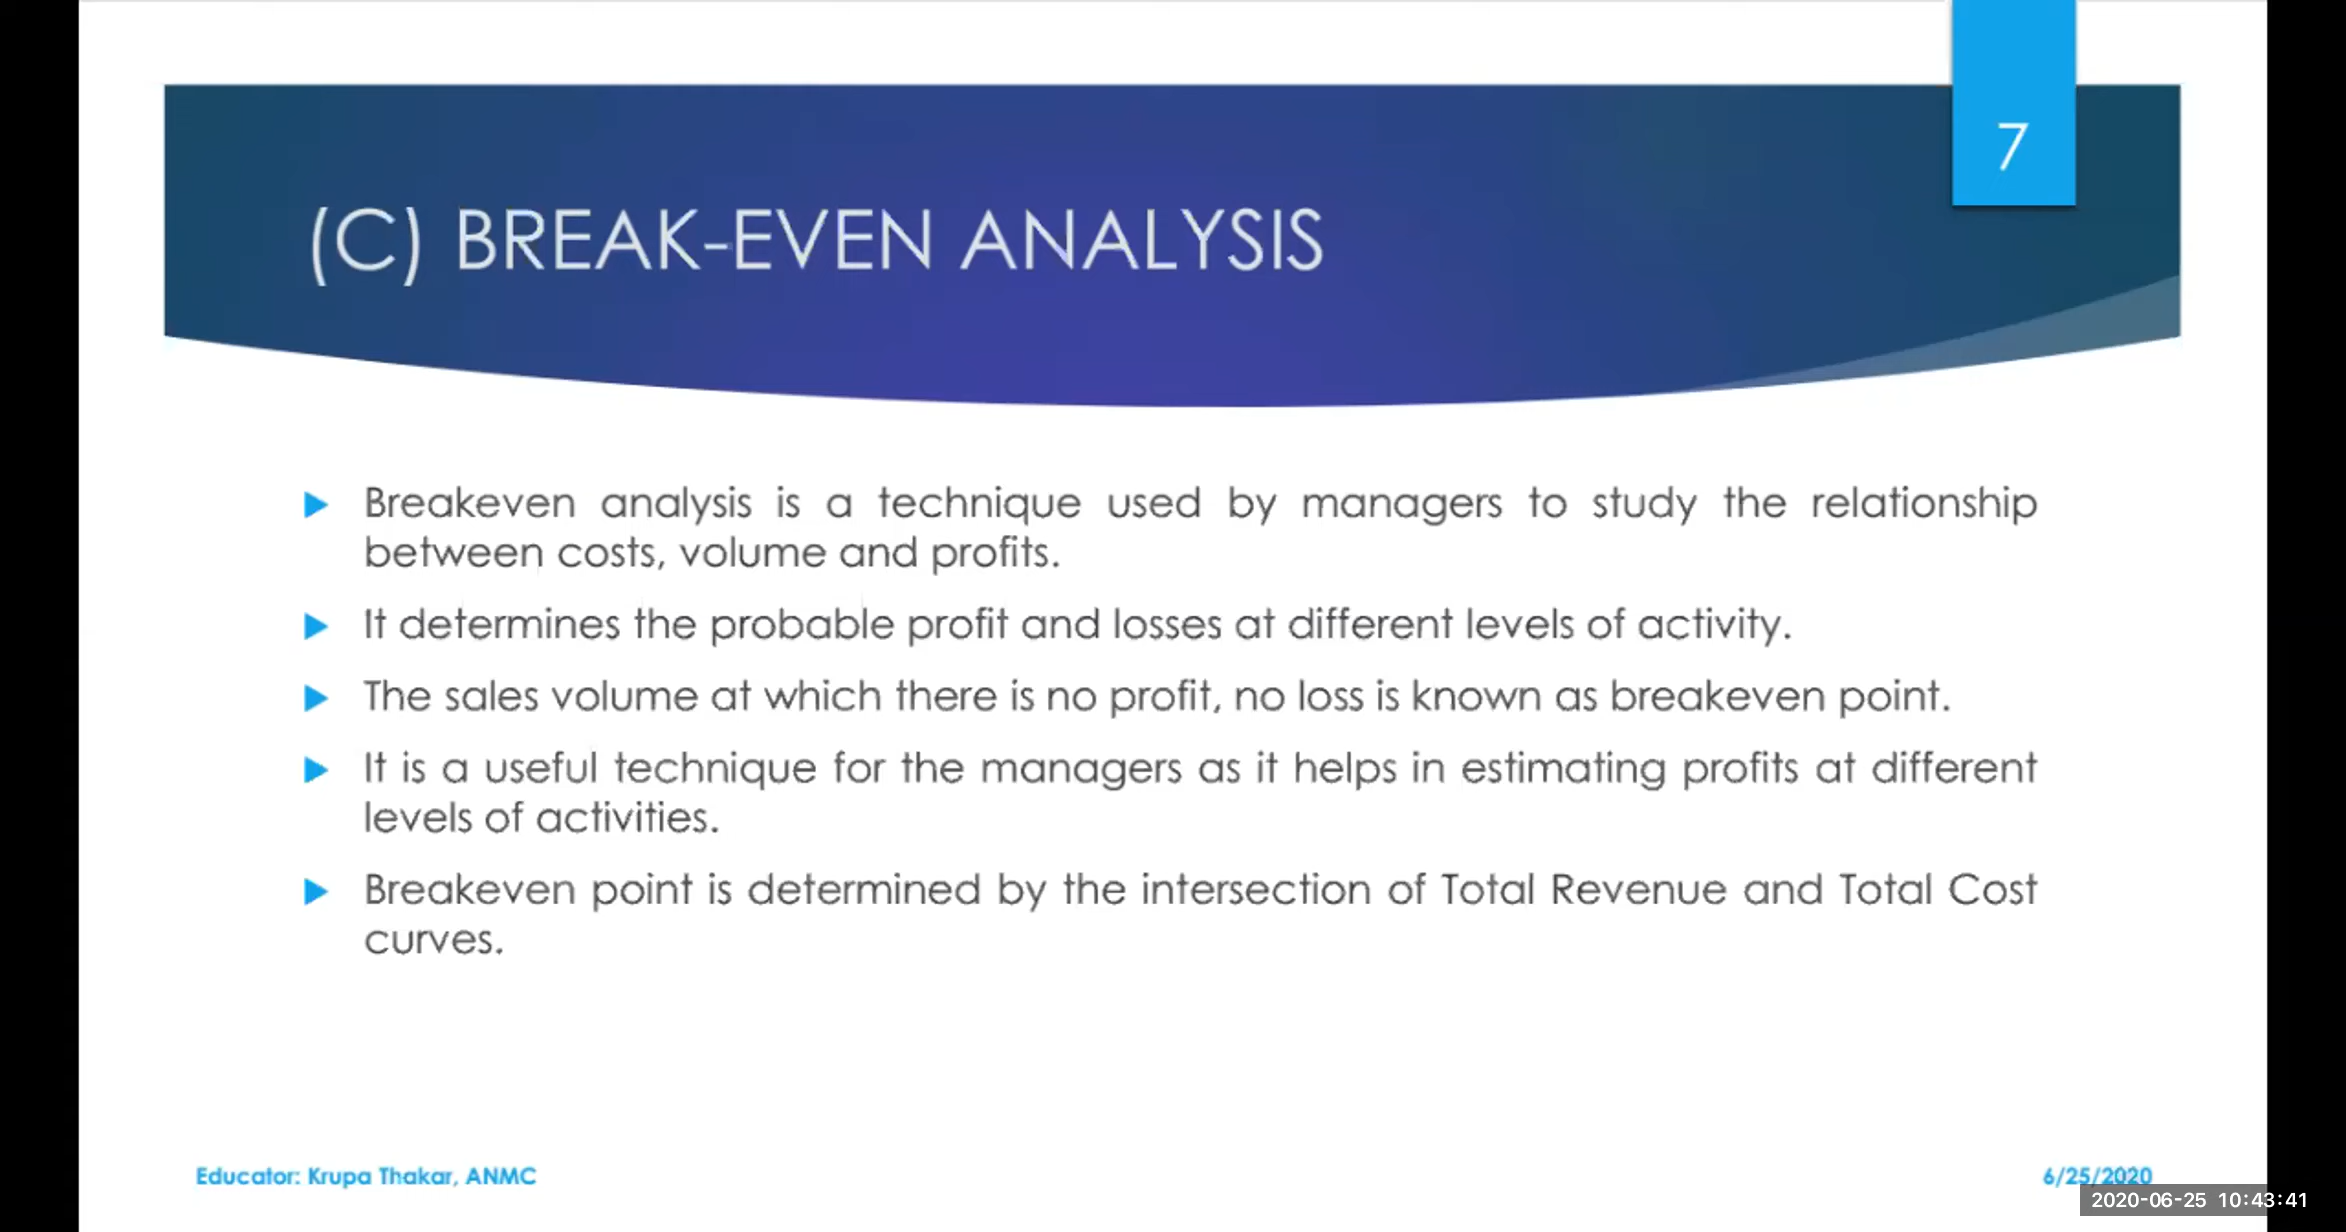 7
(C) BREAK-EVEN ANALYSIS
Breakeven analysis is a technique used by managers to study the relationship
between costs, volume and profits.
It determines the probable profit and losses at different levels of activity.
The sales volume at which there is no profit, no loss is known as breakeven point.
It is a useful technique for the managers as it helps in estimating profits at different
levels of activities.
Breakeven point is determined by the intersection of Total Revenue and Total Cost
curves.
Educator: Krupa Thakar, ANMC
6/25/2020
2020-06-25 10:43:41